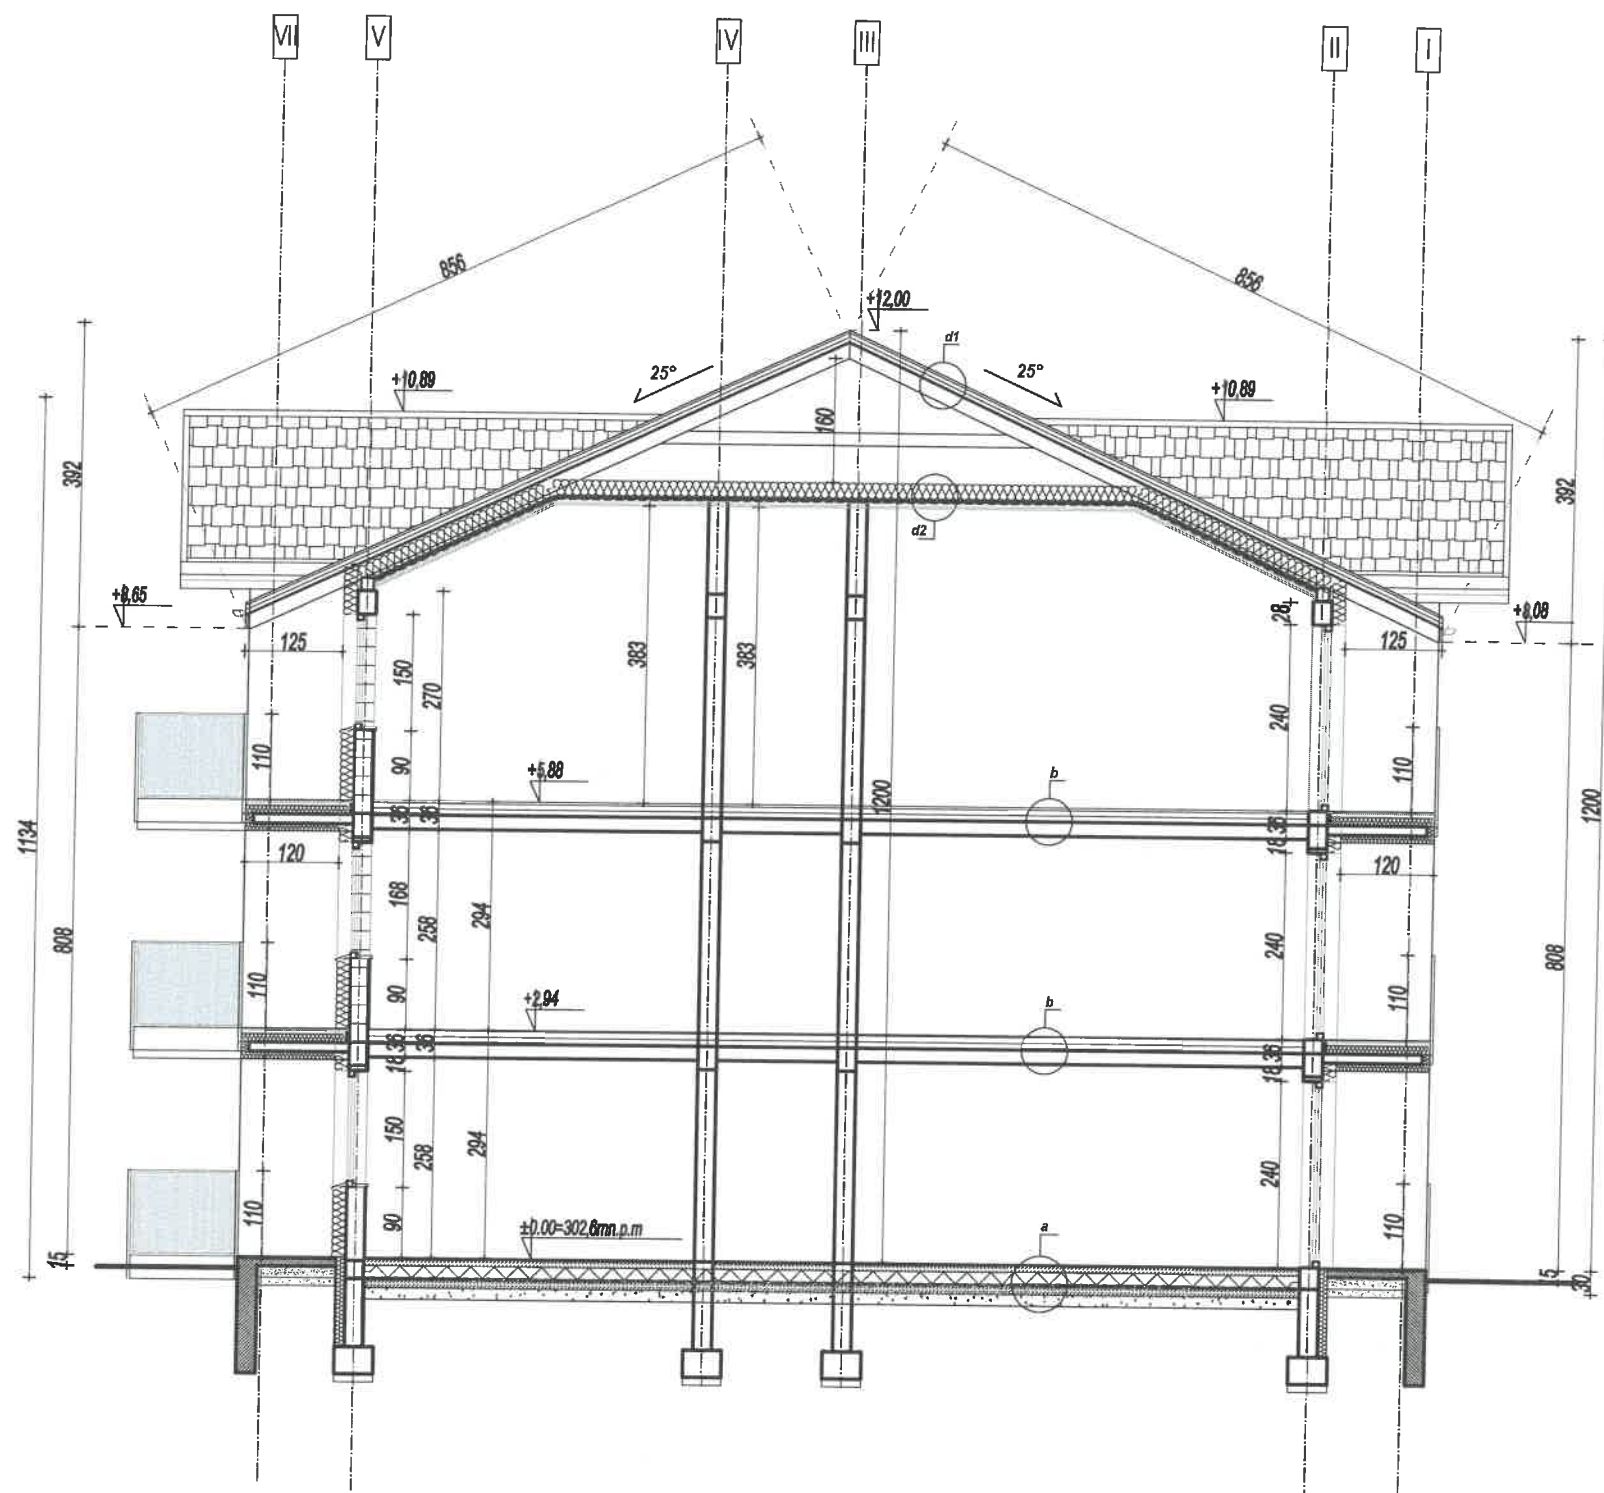 VII V IV III II I
856 856
+12,00
d1
25° 25°
+10,89 +10,89
160
392 392
d2
+8,65 +8,08
28
125 125
150 270 383 383 240
110 90 110
+5,88 b
1200
36 36 18 36
1134 1200
120 120
168 258 294 240
808 808
110 90 110
+2,94 b
18 36 36 18 36
150 258 294 240
110 90 110
±0.00=302,6mn.p.m a
15 5 30